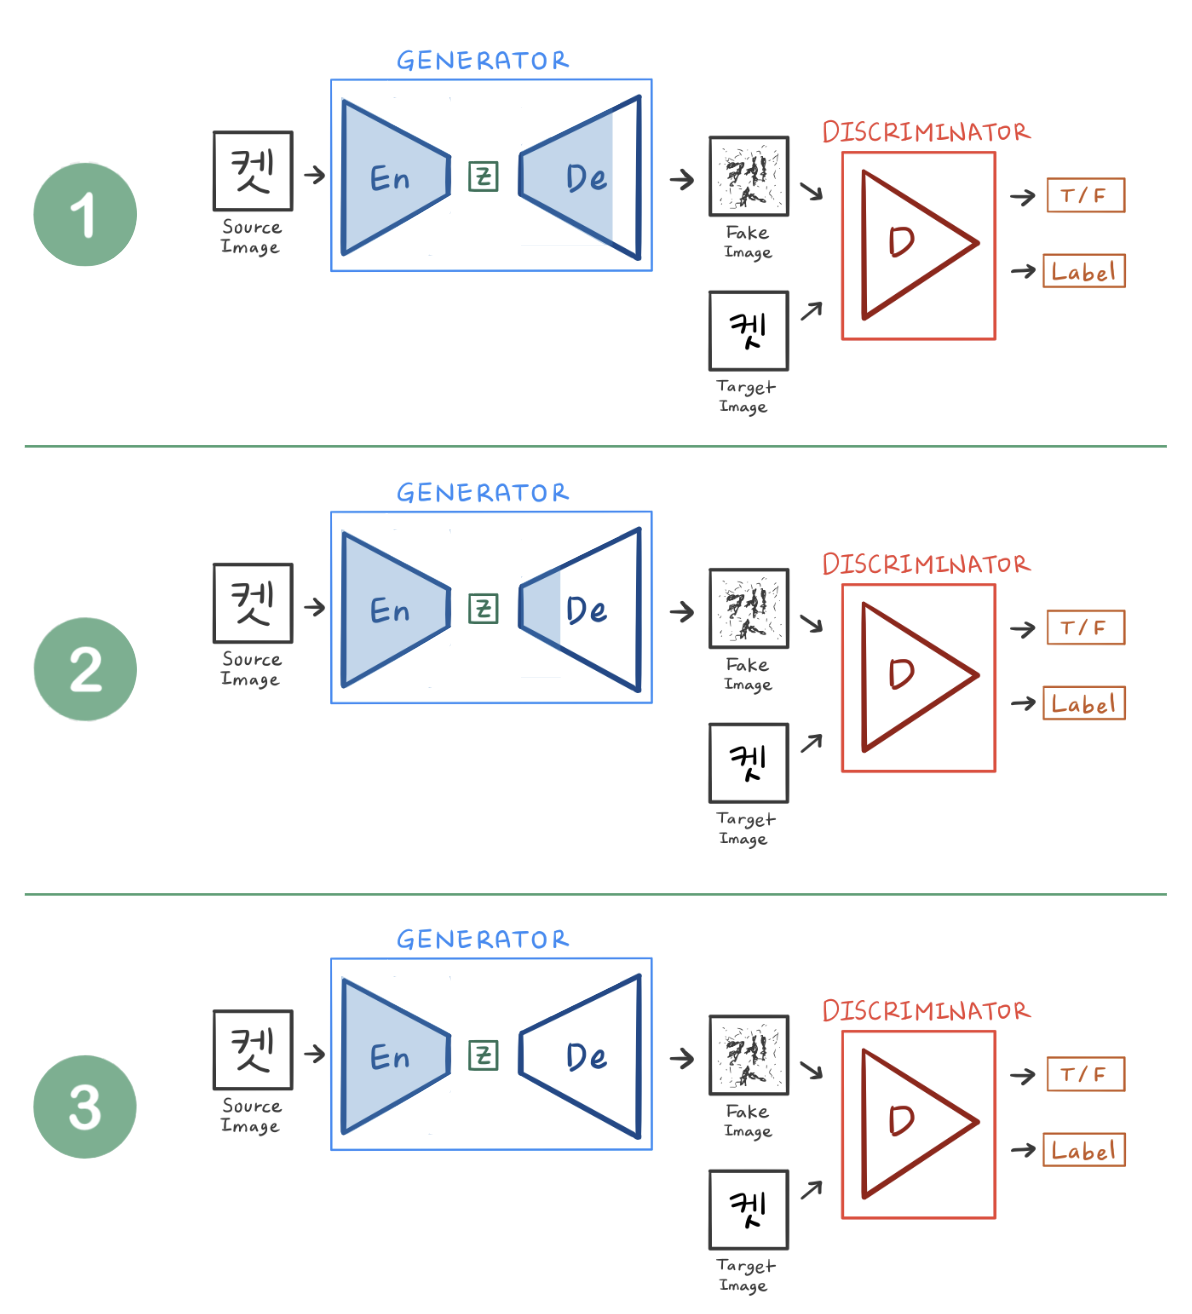 GENERATOR
DISCRIMINATOR
1
켓
En
Z
De
T/F
Source
Image
Fake
Image
D
Label
켓
Target
Image
GENERATOR
DISCRIMINATOR
2
켓
En
Z
De
T/F
Source
Image
Fake
Image
D
Label
켓
Target
Image
GENERATOR
DISCRIMINATOR
3
켓
En
Z
De
T/F
Source
Image
Fake
Image
D
Label
켓
Target
Image